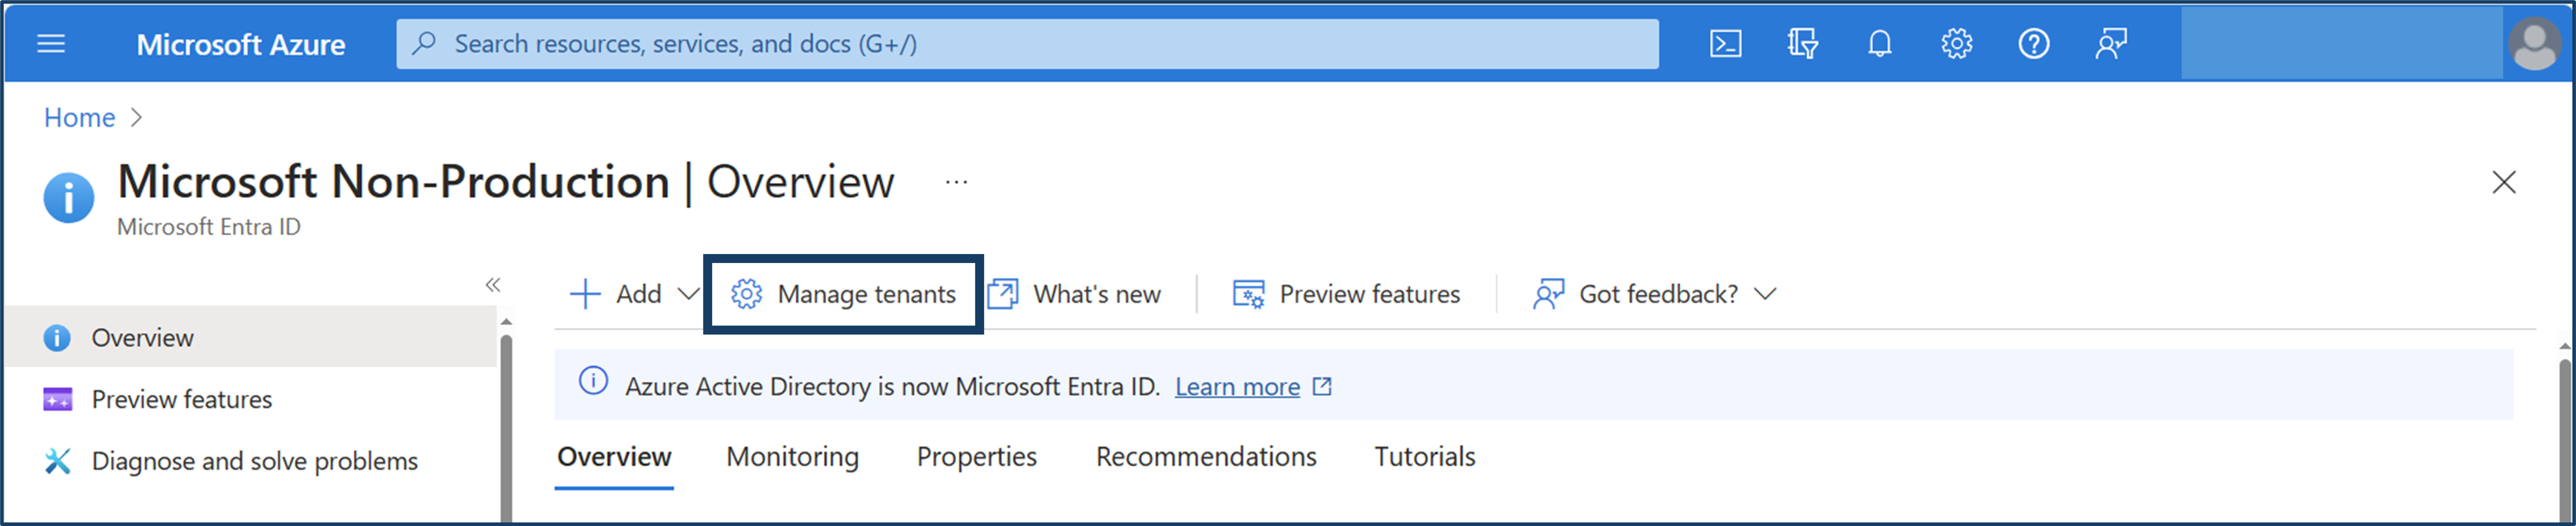 Microsoft Azure
Search resources, services, and docs (G+/)
Home
Microsoft Non-Production | Overview
Microsoft Entra ID
Add
Manage tenants
What's new
Preview features
Got feedback?
Overview
Preview features
Diagnose and solve problems
Azure Active Directory is now Microsoft Entra ID. Learn more
Overview Monitoring Properties Recommendations Tutorials